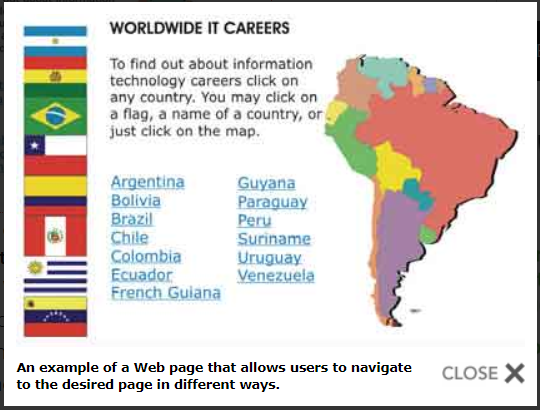 WORLDWIDE IT CAREERS
To find out about information
technology careers click on
any country. You may click on
a flag, a name of a country, or
just click on the map.
Argentina
Bolivia
Brazil
Chile
Colombia
Ecuador
French Guiana
Guyana
Paraguay
Peru
Suriname
Uruguay
Venezuela
An example of a Web page that allows users to navigate
to the desired page in different ways.
CLOSE X